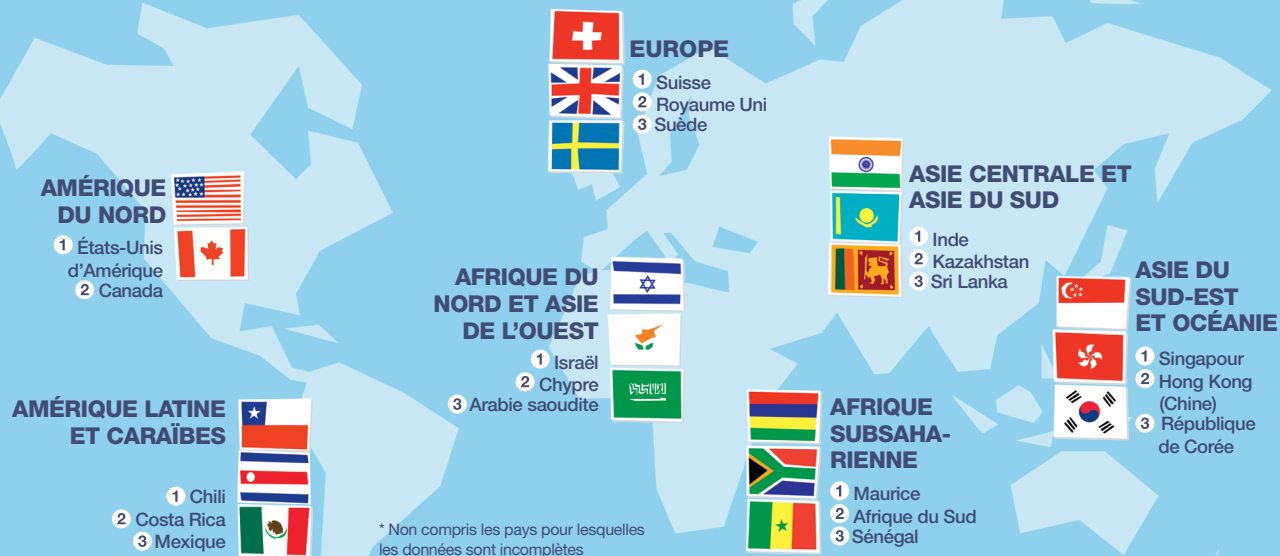 EUROPE
1 Suisse
2 Royaume Uni
3 Suède
AMÉRIQUE
DU NORD
1 États-Unis
d'Amérique
2 Canada
ASIE CENTRALE ET
ASIE DU SUD
1 Inde
2 Kazakhstan
3 Sri Lanka
AFRIQUE DU
NORD ET ASIE
DE L'OUEST
1 Israël
2 Chypre
3 Arabie saoudite
ASIE DU
SUD-EST
ET OCÉANIE
1 Singapour
2 Hong Kong
(Chine)
3 République
de Corée
AMÉRIQUE LATINE
ET CARAÏBES
1 Chili
2 Costa Rica
3 Mexique
AFRIQUE
SUBSAHA-
RIENNE
1 Maurice
2 Afrique du Sud
3 Sénégal
* Non compris les pays pour lesquelles
les données sont incomplètes